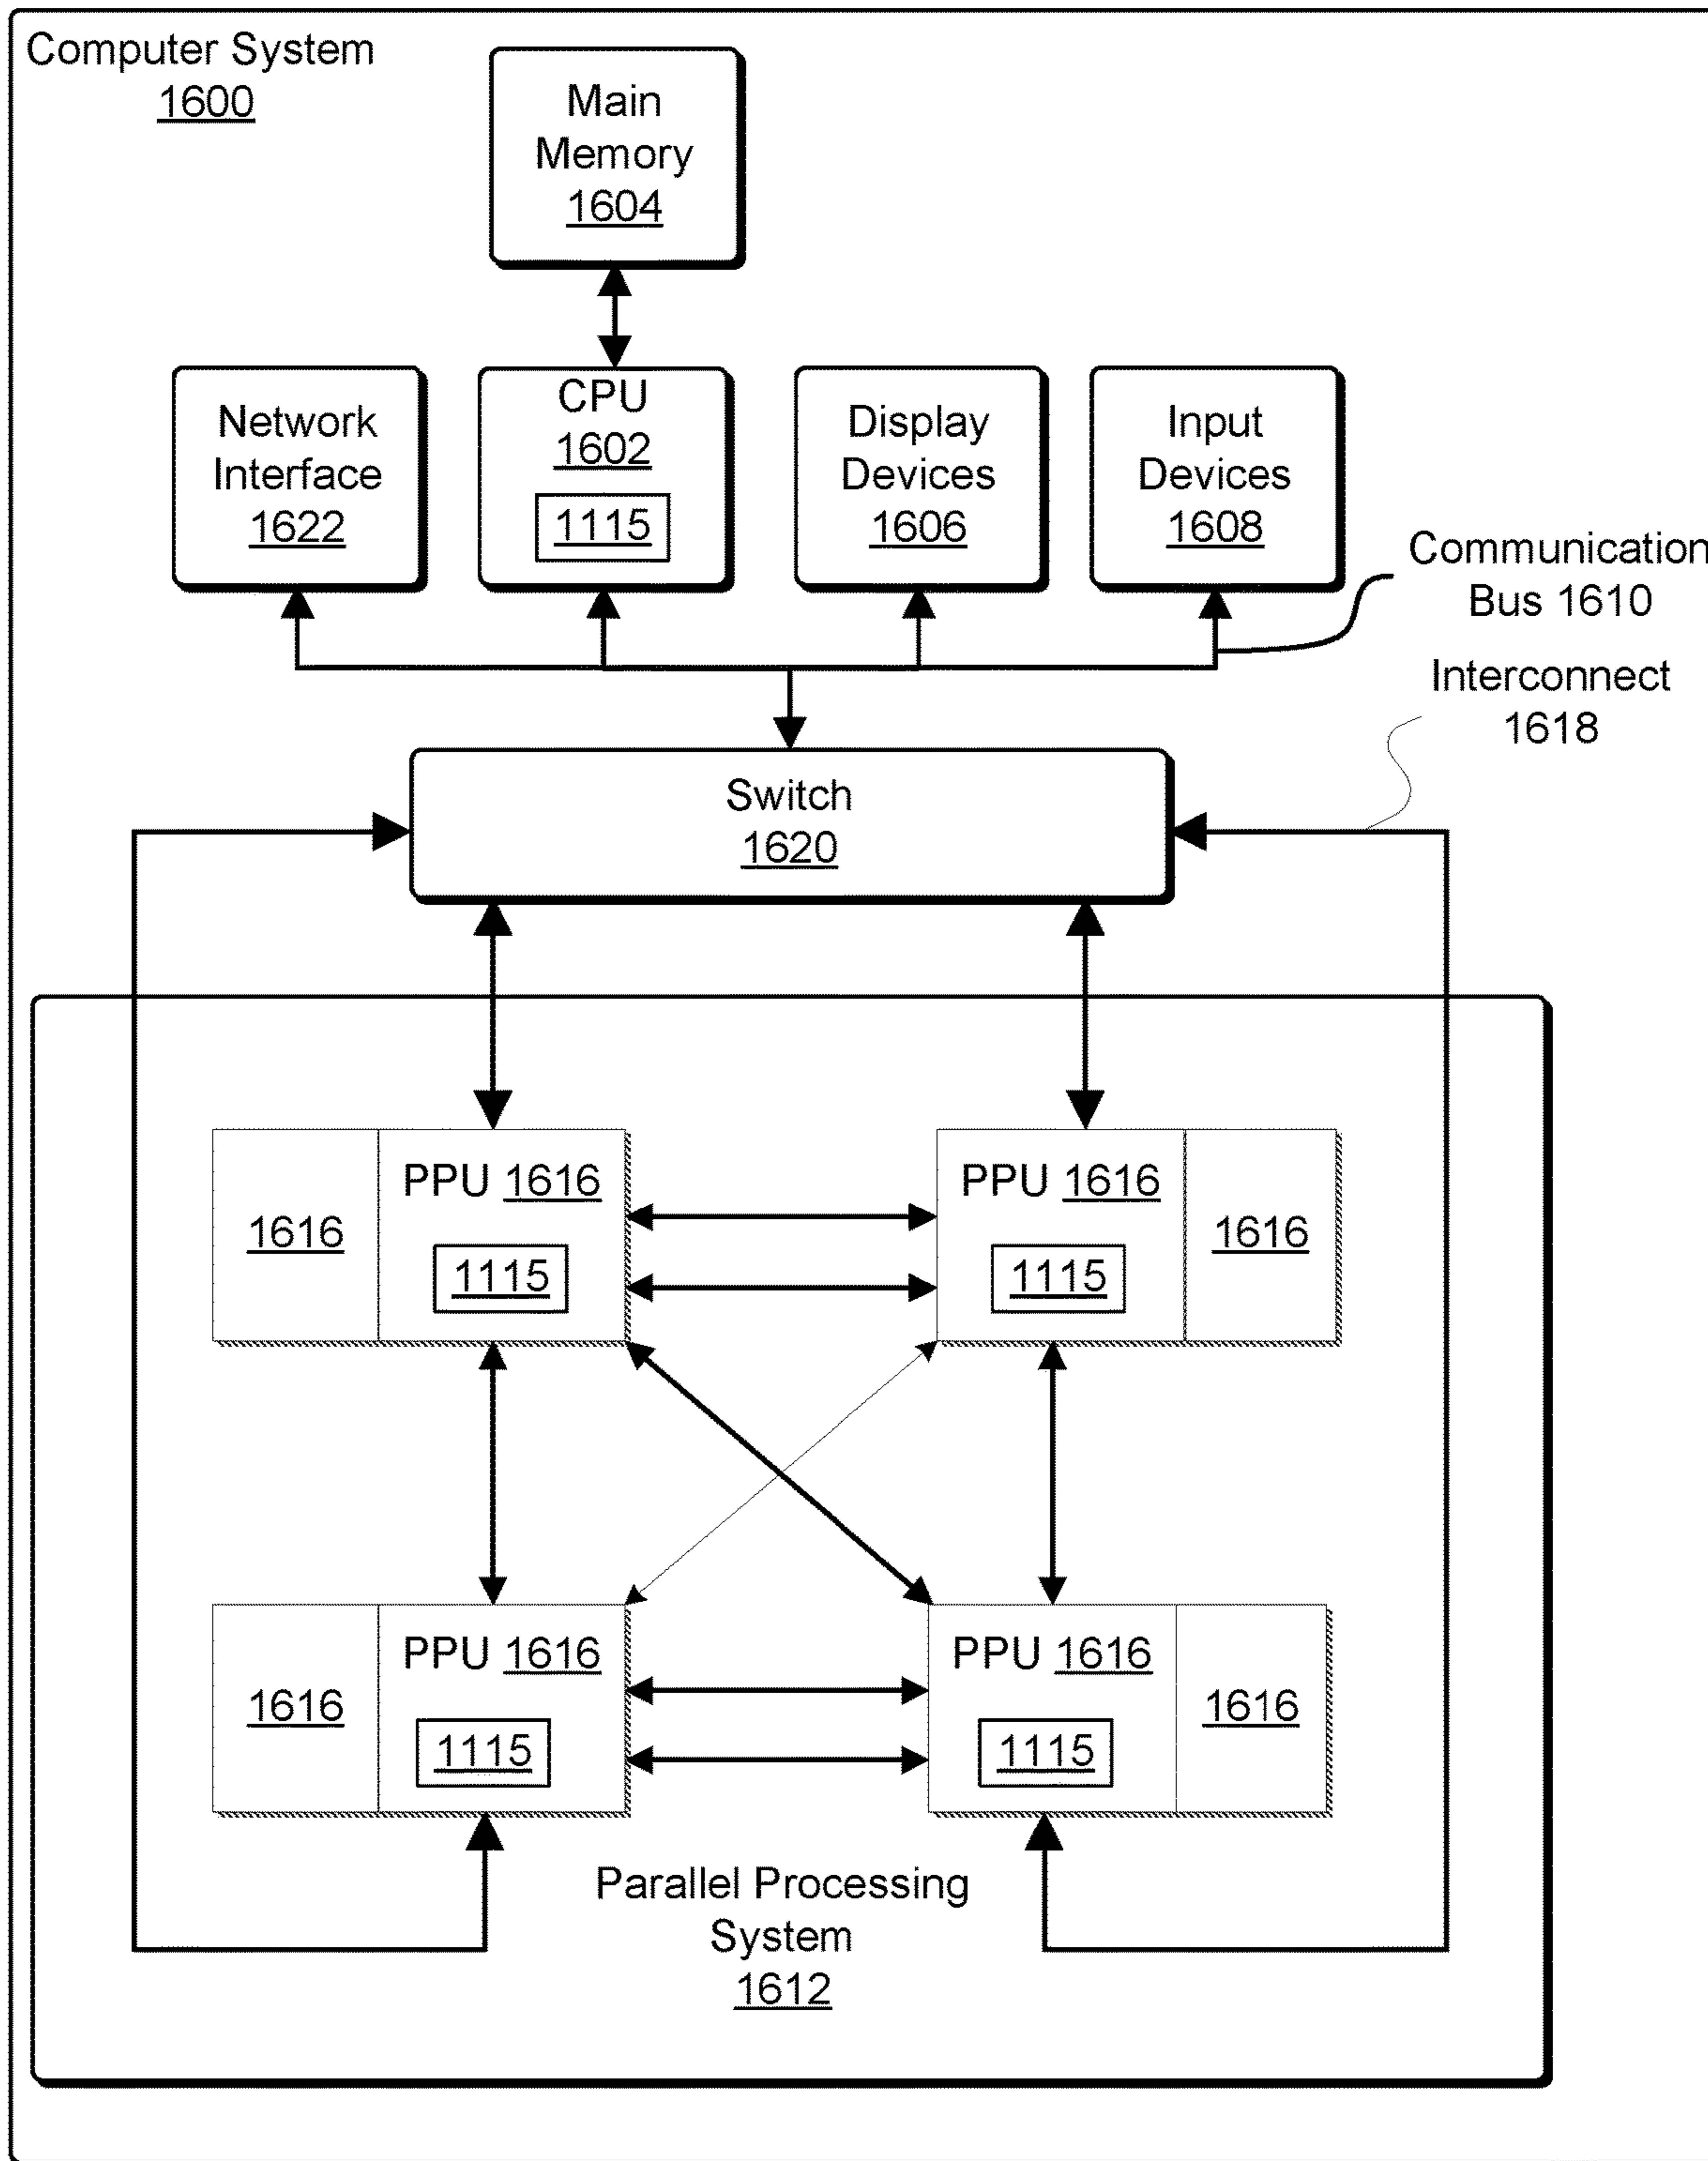 Computer System
1600
Main
Memory
1604
Network
Interface
1622
CPU
1602
1115
Display
Devices
1606
Input
Devices
1608
Communication
Bus 1610
Interconnect
1618
Switch
1620
1616
PPU 1616
1115
PPU 1616
1115
1616
1616
PPU 1616
1115
PPU 1616
1115
1616
Parallel Processing
System
1612